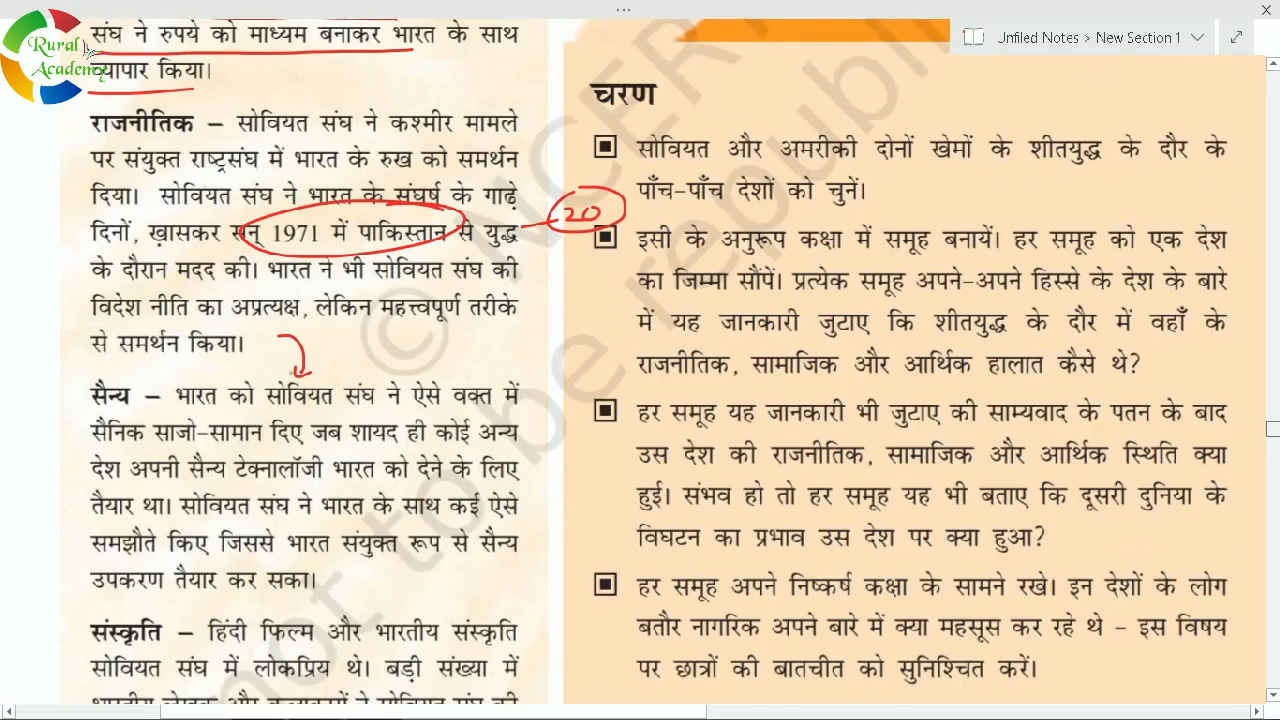 ...
Unfiled Notes > New Section 1
Rural
Academy
संघ ने रुपये को माध्यम बनाकर भारत के साथ
व्यापार किया।
राजनीतिक – सोवियत संघ ने कश्मीर मामले
पर संयुक्त राष्ट्रसंघ में भारत के रुख को समर्थन
दिया। सोवियत संघ ने भारत के संघर्ष के गाढ़े
दिनों, ख़ासकर सन् 1971 में पाकिस्तान से युद्ध
20
के दौरान मदद की। भारत ने भी सोवियत संघ की
विदेश नीति का अप्रत्यक्ष, लेकिन महत्त्वपूर्ण तरीके
से समर्थन किया।
सैन्य – भारत को सोवियत संघ ने ऐसे वक्त में
सैनिक साजो-सामान दिए जब शायद ही कोई अन्य
देश अपनी सैन्य टेक्नालॉजी भारत को देने के लिए
तैयार था। सोवियत संघ ने भारत के साथ कई ऐसे
समझौते किए जिससे भारत संयुक्त रूप से सैन्य
उपकरण तैयार कर सका।
संस्कृति – हिंदी फिल्म और भारतीय संस्कृति
सोवियत संघ में लोकप्रिय थे। बड़ी संख्या में
चरण
सोवियत और अमरीकी दोनों खेमों के शीतयुद्ध के दौर के
पाँच-पाँच देशों को चुनें।
इसी के अनुरूप कक्षा में समूह बनायें। हर समूह को एक देश
का जिम्मा सौंपें। प्रत्येक समूह अपने-अपने हिस्से के देश के बारे
में यह जानकारी जुटाए कि शीतयुद्ध के दौर में वहाँ के
राजनीतिक, सामाजिक और आर्थिक हालात कैसे थे?
हर समूह यह जानकारी भी जुटाए की साम्यवाद के पतन के बाद
उस देश की राजनीतिक, सामाजिक और आर्थिक स्थिति क्या
हुई। संभव हो तो हर समूह यह भी बताए कि दूसरी दुनिया के
विघटन का प्रभाव उस देश पर क्या हुआ?
हर समूह अपने निष्कर्ष कक्षा के सामने रखे। इन देशों के लोग
बतौर नागरिक अपने बारे में क्या महसूस कर रहे थे – इस विषय
पर छात्रों की बातचीत को सुनिश्चित करें।
© NCER
not to be republi